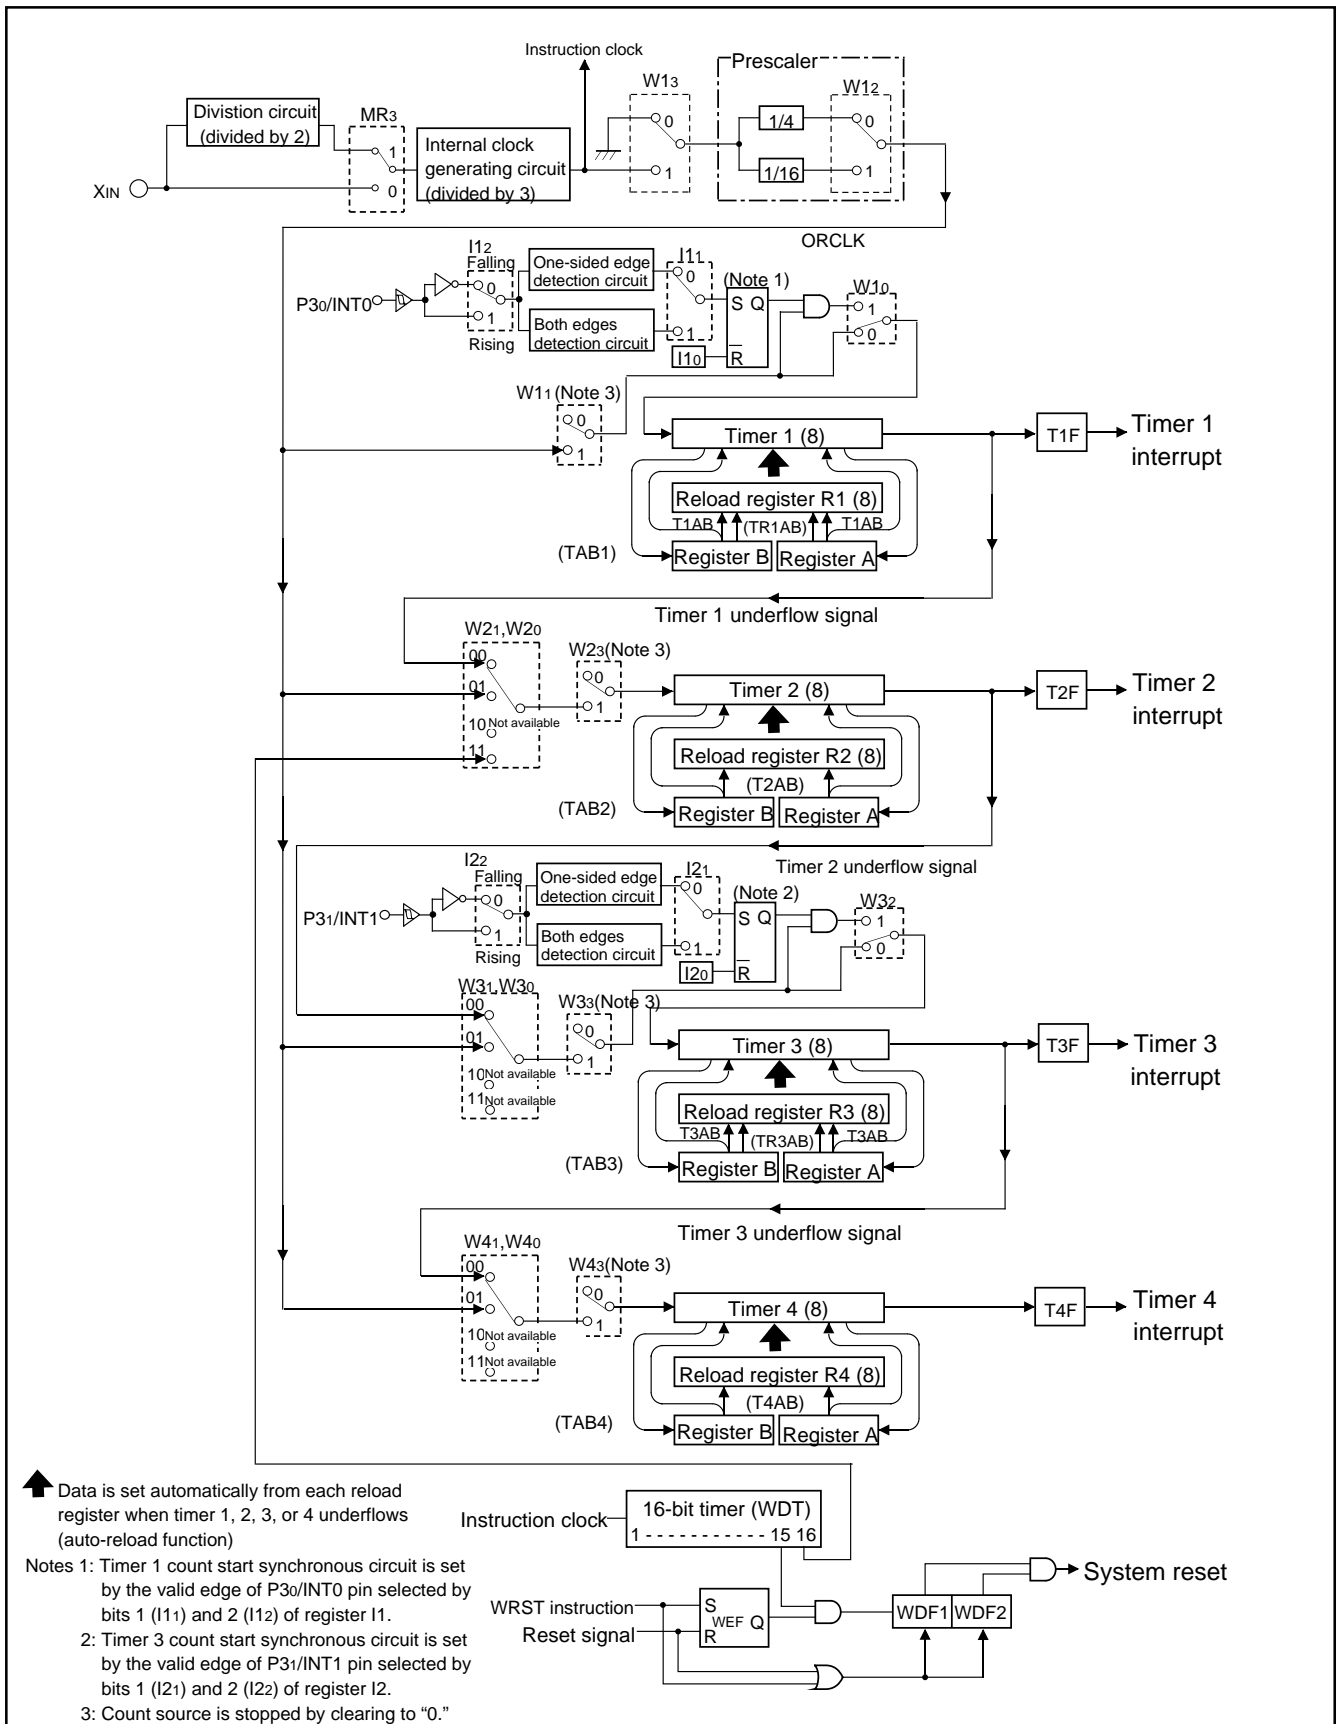 Instruction clock
Prescaler
W13
W12
Divistion circuit
(divided by 2)
MR3
Internal clock
generating circuit
(divided by 3)
1
0
0
1
1/4
1/16
0
1
XIN
ORCLK
I12
Falling
One-sided edge
detection circuit
I11
(Note 1)
W10
P30/INT0
0
1
Rising
Both edges
detection circuit
0
1
S Q
R
I10
1
0
W11 (Note 3)
0
1
Timer 1 (8)
T1F
Timer 1
interrupt
Reload register R1 (8)
T1AB
(TR1AB)
T1AB
(TAB1)
Register B
Register A
Timer 1 underflow signal
W21,W20
00
01
10 Not available
11
W23(Note 3)
0
1
Timer 2 (8)
T2F
Timer 2
interrupt
Reload register R2 (8)
(T2AB)
(TAB2)
Register B
Register A
Timer 2 underflow signal
I22
Falling
One-sided edge
detection circuit
I21
(Note 2)
W32
P31/INT1
0
1
Rising
Both edges
detection circuit
0
1
S Q
R
I20
1
0
W31,W30
00
01
10 Not available
11 Not available
W33(Note 3)
0
1
Timer 3 (8)
T3F
Timer 3
interrupt
Reload register R3 (8)
T3AB
(TR3AB)
T3AB
(TAB3)
Register B
Register A
Timer 3 underflow signal
W41,W40
00
01
10 Not available
11 Not available
W43(Note 3)
0
1
Timer 4 (8)
T4F
Timer 4
interrupt
Reload register R4 (8)
(T4AB)
(TAB4)
Register B
Register A
Data is set automatically from each reload
register when timer 1, 2, 3, or 4 underflows
(auto-reload function)
Instruction clock
16-bit timer (WDT)
1 - - - - - - - - - - - 15 16
System reset
WRST instruction
Reset signal
S
WEF Q
R
WDF1 WDF2
Notes 1: Timer 1 count start synchronous circuit is set
by the valid edge of P30/INT0 pin selected by
bits 1 (I11) and 2 (I12) of register I1.
2: Timer 3 count start synchronous circuit is set
by the valid edge of P31/INT1 pin selected by
bits 1 (I21) and 2 (I22) of register I2.
3: Count source is stopped by clearing to “0.”